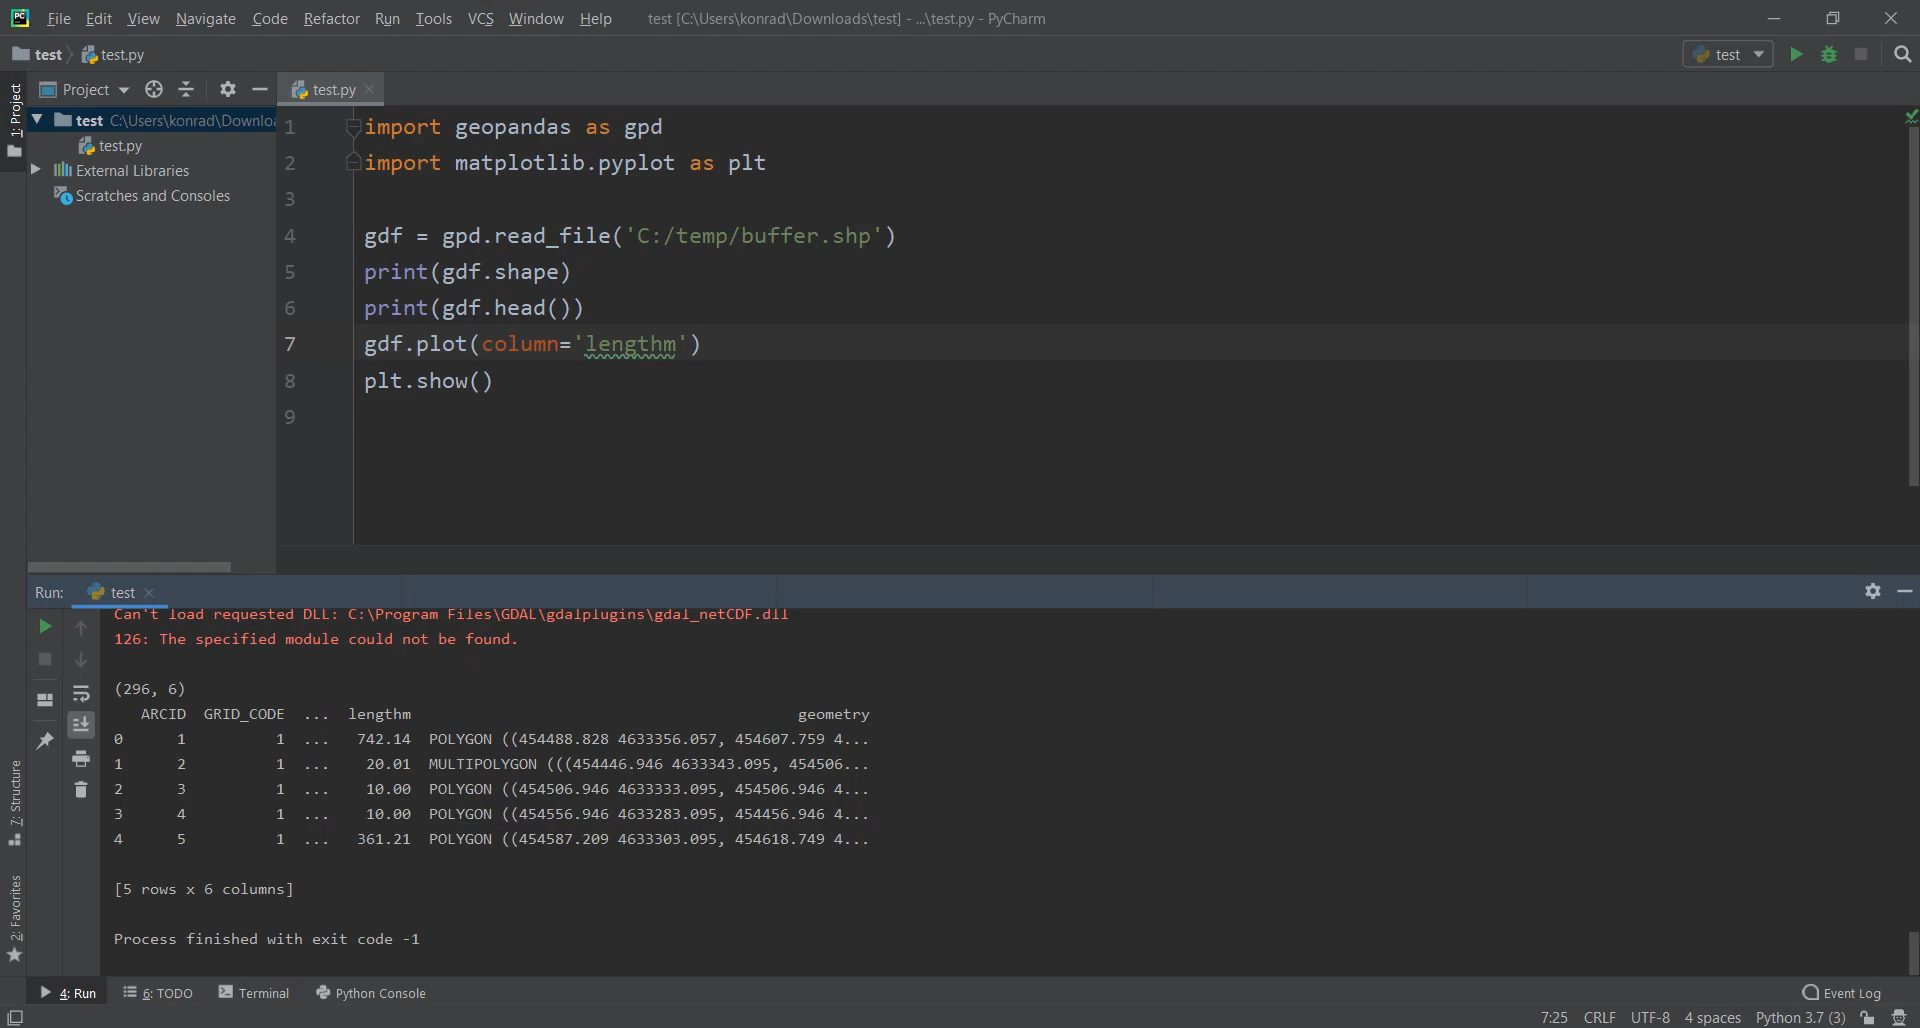 PC File Edit View Navigate Code Refactor Run Tools VCS Window Help test [C:\Users\konrad\Downloads\test] - ...\test.py - PyCharm
test test.py test
1: Project
Project test.py
test C:\Users\konrad\Downloa
test.py
External Libraries
Scratches and Consoles
1 import geopandas as gpd
2 import matplotlib.pyplot as plt
3
4 gdf = gpd.read_file('C:/temp/buffer.shp')
5 print(gdf.shape)
6 print(gdf.head())
7 gdf.plot(column='lengthm')
8 plt.show()
9
Run: test
Can't load requested DLL: C:\Program Files\GDAL\gdalplugins\gdal_netCDF.dll
126: The specified module could not be found.
(296, 6)
ARCID GRID_CODE ... lengthm geometry
0 1 1 ... 742.14 POLYGON ((454488.828 4633356.057, 454607.759 4...
1 2 1 ... 20.01 MULTIPOLYGON (((454446.946 4633343.095, 454506...
2 3 1 ... 10.00 POLYGON ((454506.946 4633333.095, 454506.946 4...
3 4 1 ... 10.00 POLYGON ((454556.946 4633283.095, 454456.946 4...
4 5 1 ... 361.21 POLYGON ((454587.209 4633303.095, 454618.749 4...
[5 rows x 6 columns]
Process finished with exit code -1
7: Structure
2: Favorites
4: Run 6: TODO Terminal Python Console Event Log
7:25 CRLF UTF-8 4 spaces Python 3.7 (3)